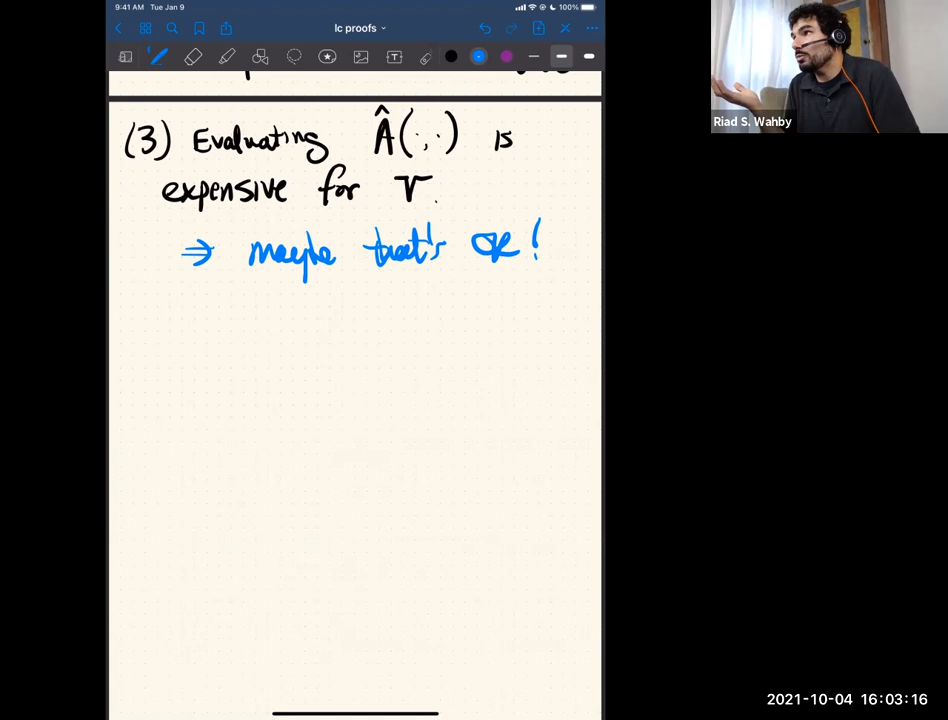 9:41 AM Tue Jan 9
100%
lc proofs
(3) Evaluating Â(·,·) is
expensive for V.
⇒ maybe that's OK!
Riad S. Wahby
2021-10-04 16:03:16